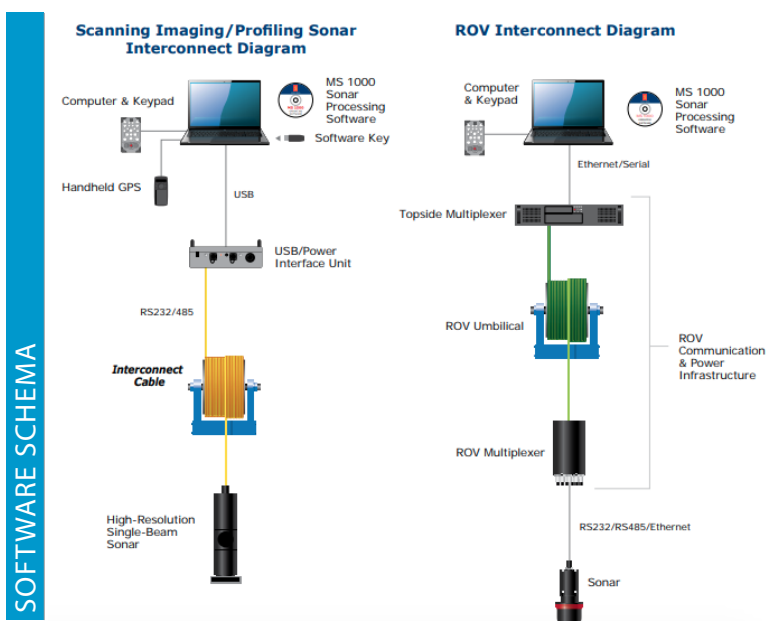 SOFTWARE SCHEMA
Scanning Imaging/Profiling Sonar
Interconnect Diagram
Computer & Keypad
MS 1000
Sonar
Processing
Software
Software Key
Handheld GPS
USB
USB/Power
Interface Unit
RS232/485
Interconnect
Cable
High-Resolution
Single-Beam
Sonar
ROV Interconnect Diagram
Computer
& Keypad
MS 1000
Sonar
Processing
Software
Ethernet/Serial
Topside Multiplexer
ROV Umbilical
ROV
Communication
& Power
Infrastructure
ROV Multiplexer
RS232/RS485/Ethernet
Sonar